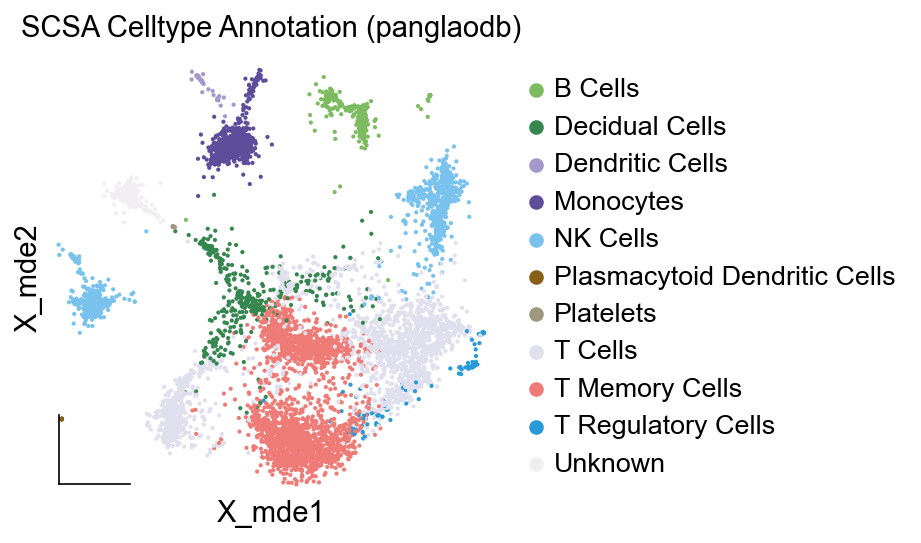 SCSA Celltype Annotation (panglaodb)
B Cells
Decidual Cells
Dendritic Cells
Monocytes
NK Cells
Plasmacytoid Dendritic Cells
Platelets
T Cells
T Memory Cells
T Regulatory Cells
Unknown
X_mde2
X_mde1